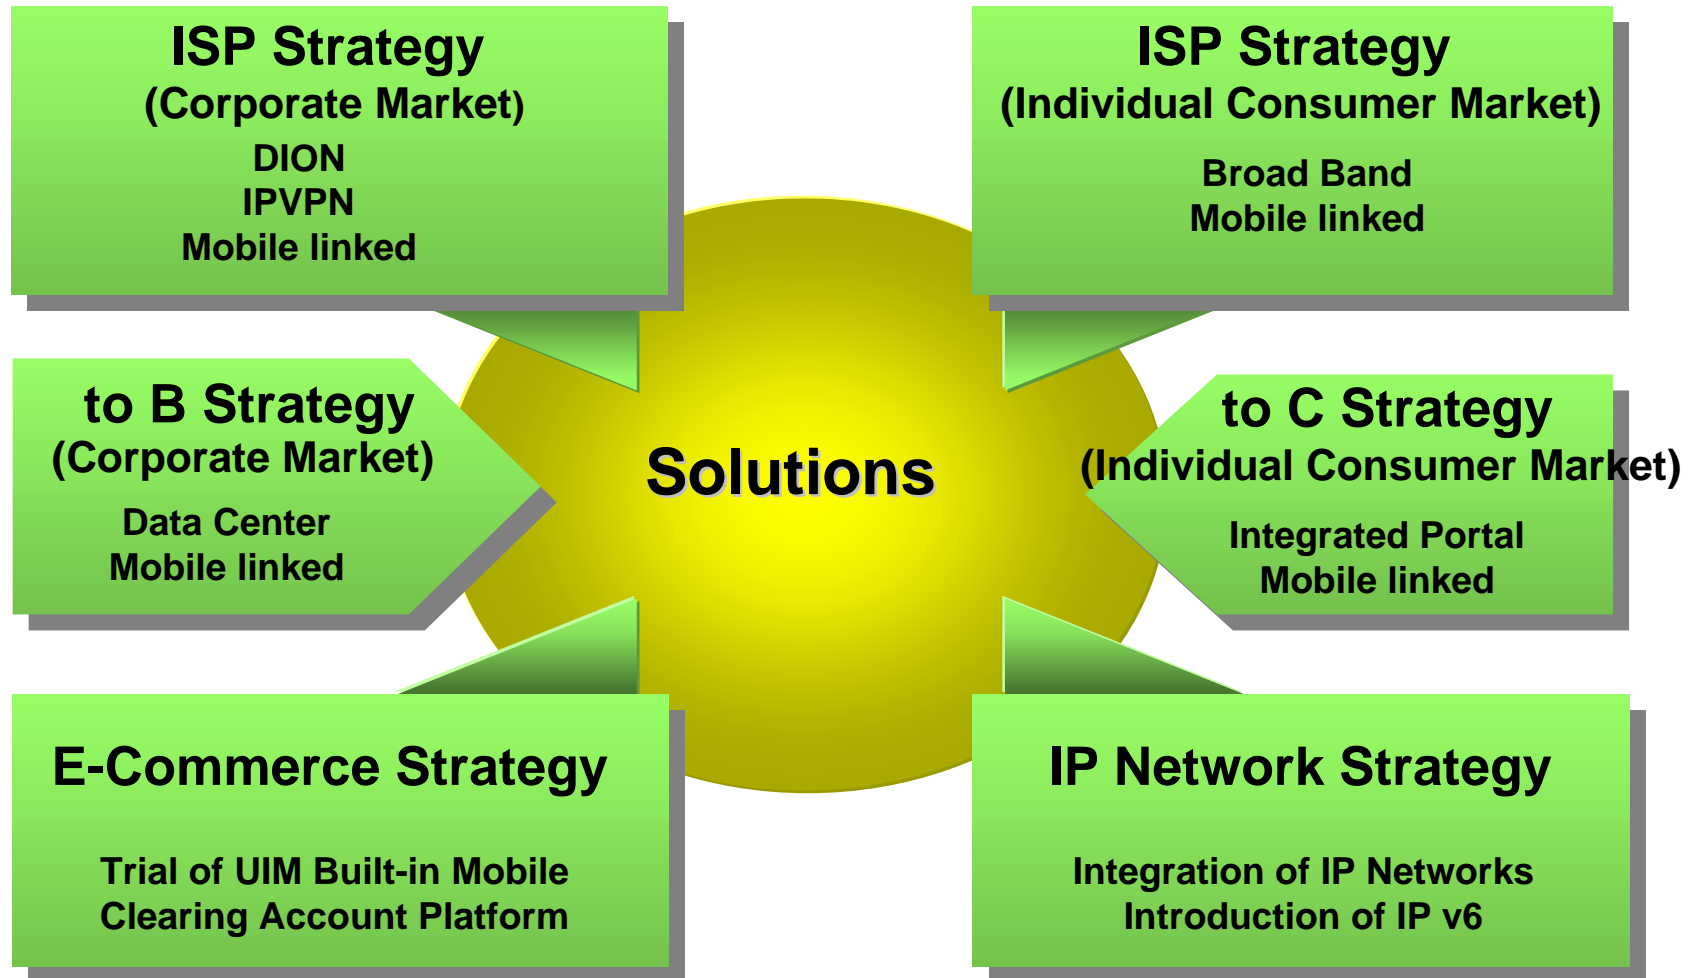 ISP Strategy
(Corporate Market)
DION
IPVPN
Mobile linked
ISP Strategy
(Individual Consumer Market)
Broad Band
Mobile linked
to B Strategy
(Corporate Market)
Data Center
Mobile linked
Solutions
to C Strategy
(Individual Consumer Market)
Integrated Portal
Mobile linked
E-Commerce Strategy
Trial of UIM Built-in Mobile
Clearing Account Platform
IP Network Strategy
Integration of IP Networks
Introduction of IP v6